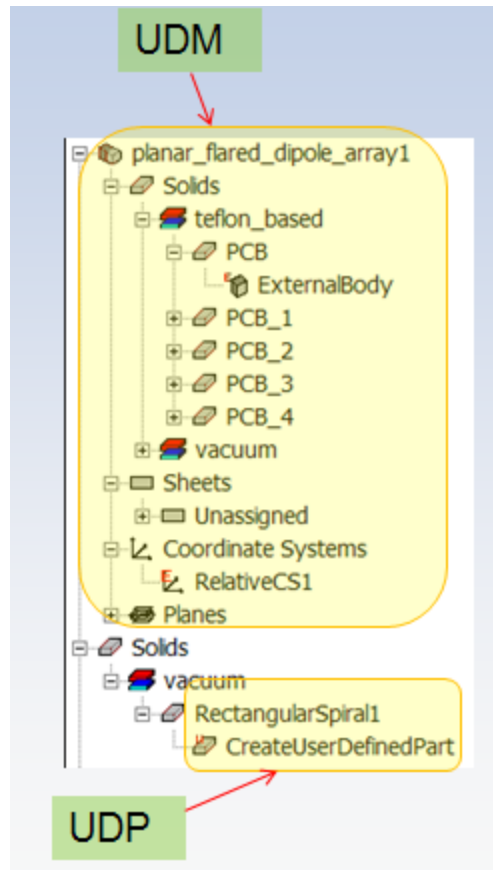 UDM
planar_flared_dipole_array1
Solids
teflon_based
PCB
ExternalBody
PCB_1
PCB_2
PCB_3
PCB_4
vacuum
Sheets
Unassigned
Coordinate Systems
RelativeCS1
Planes
Solids
vacuum
RectangularSpiral1
CreateUserDefinedPart
UDP